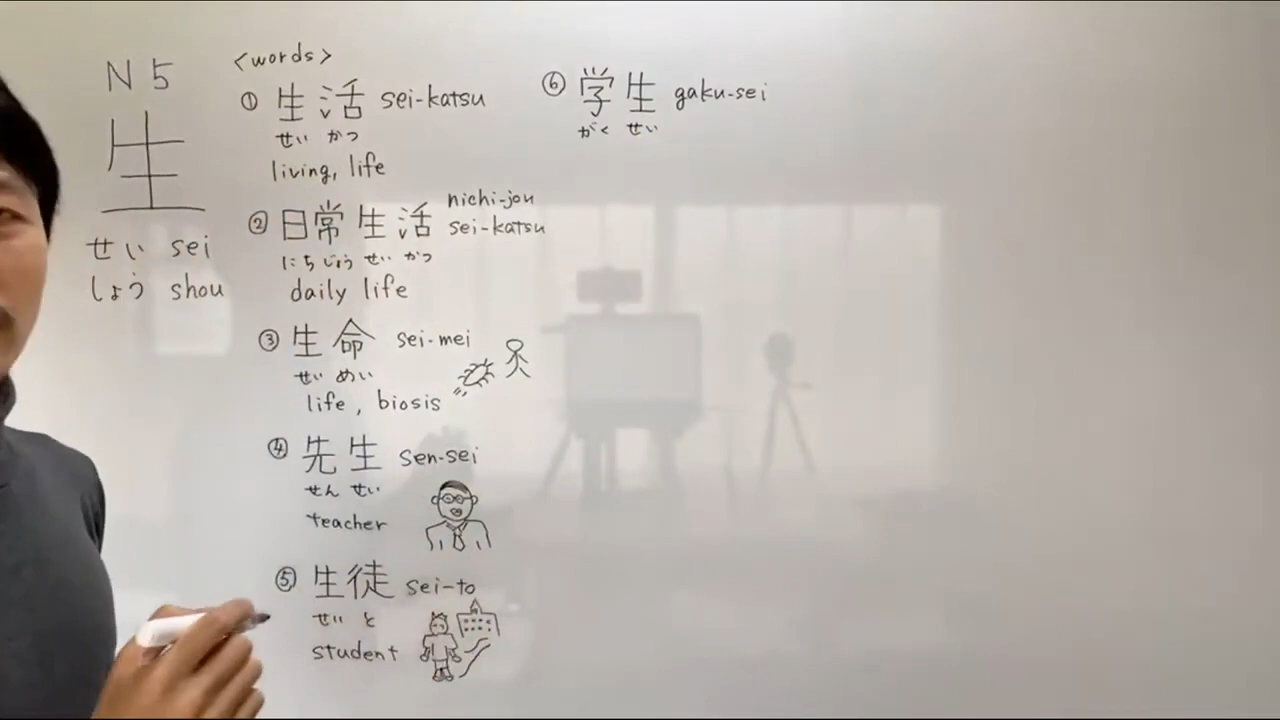 N5
生
せい sei
しょう shou
<words>
① 生活 sei-katsu
せい かつ
living, life
② 日常生活 nichi-jou sei-katsu
にち じょう せい かつ
daily life
③ 生命 sei-mei
せい めい
life, biosis
④ 先生 sen-sei
せん せい
teacher
⑤ 生徒 sei-to
せい と
student
⑥ 学生 gaku-sei
がく せい